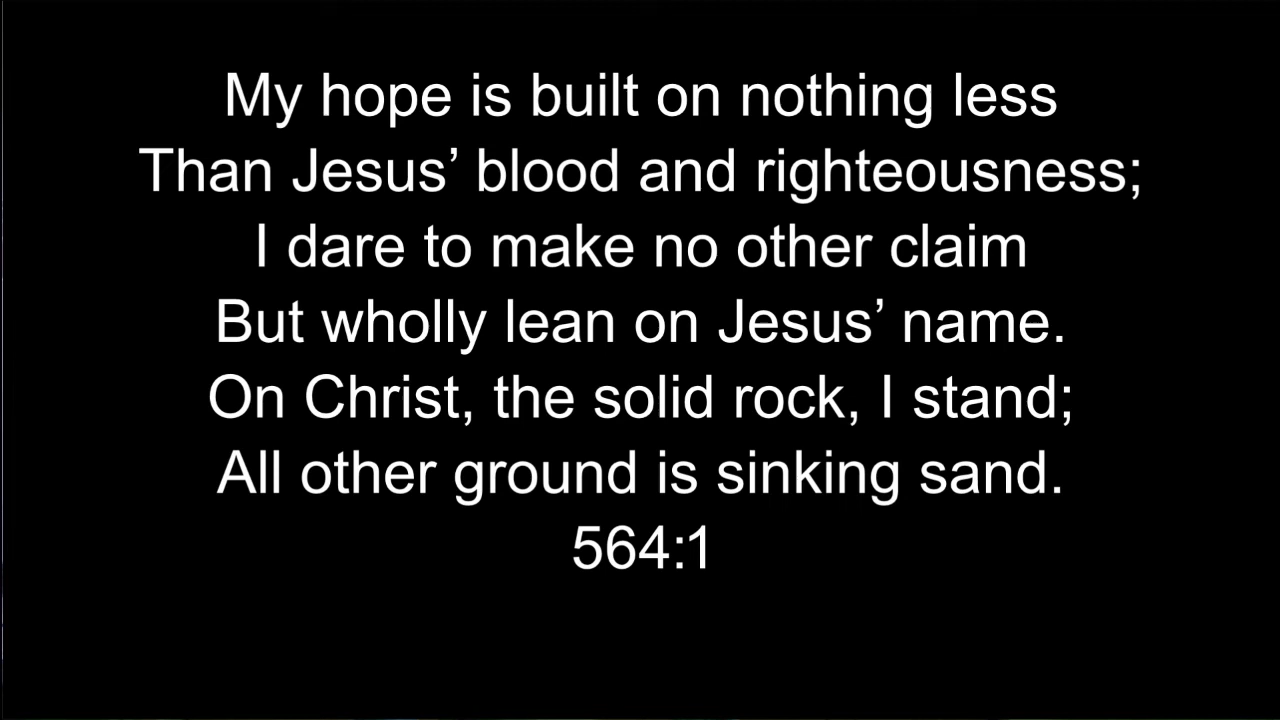 My hope is built on nothing less
Than Jesus’ blood and righteousness;
I dare to make no other claim
But wholly lean on Jesus’ name.
On Christ, the solid rock, I stand;
All other ground is sinking sand.
564:1